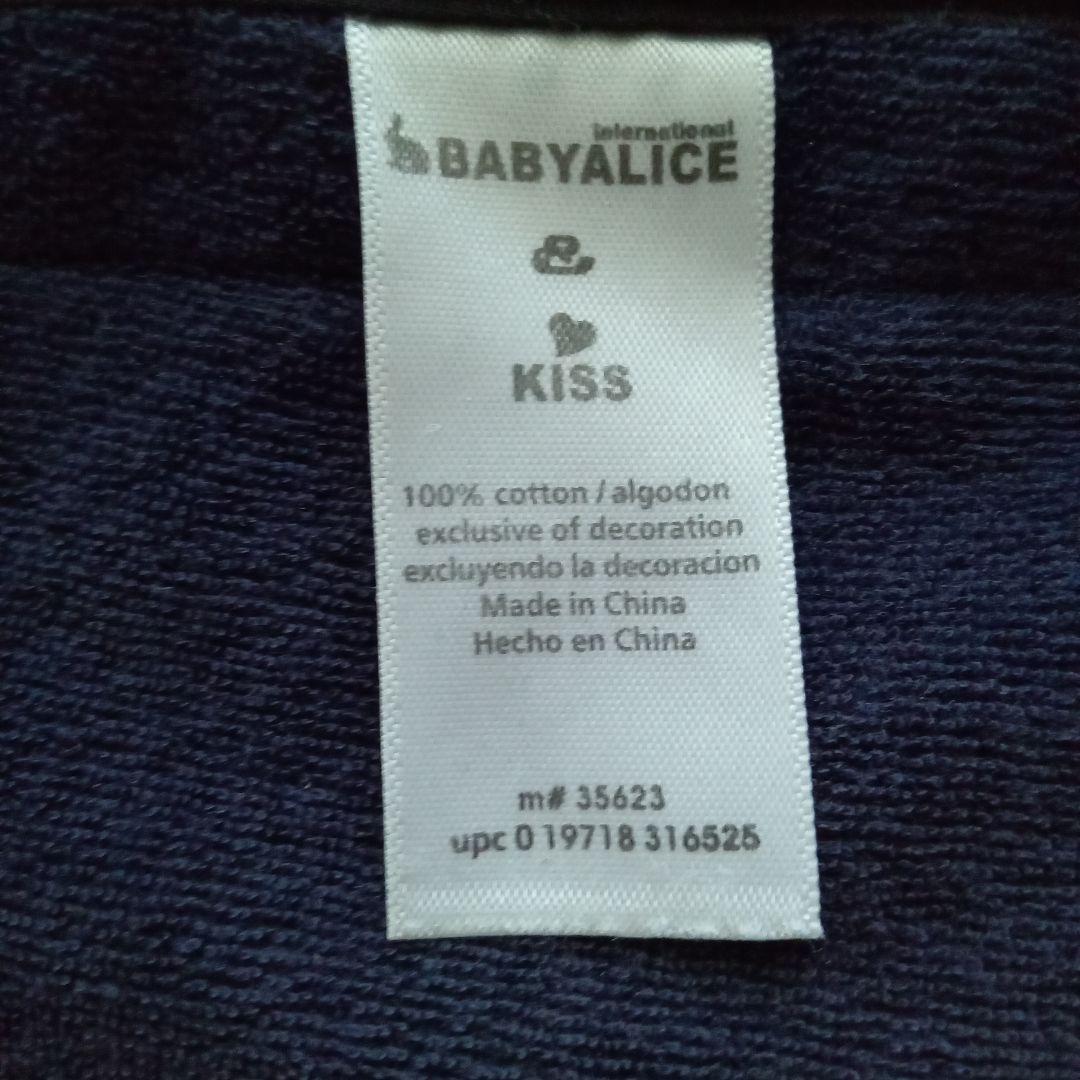 international
BABYALICE
KISS
100% cotton / algodon
exclusive of decoration
excluyendo la decoracion
Made in China
Hecho en China
m# 35623
upc 0 19718 316525